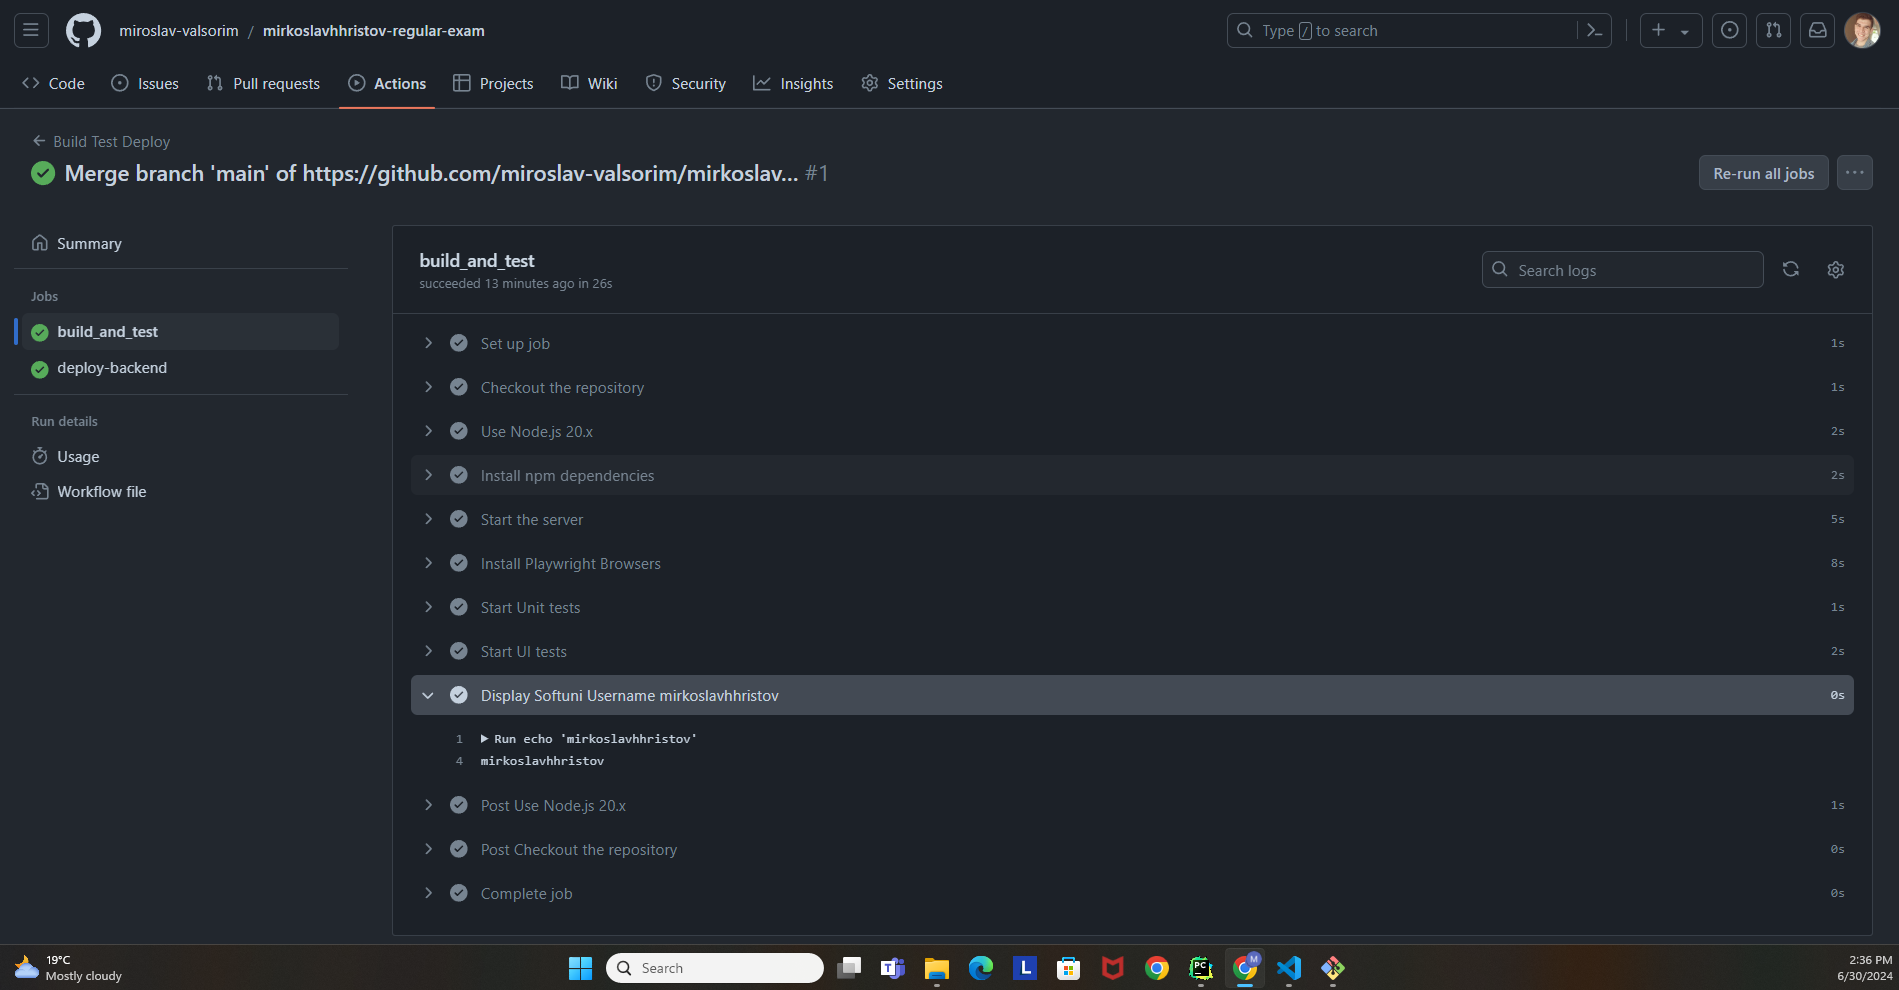 miroslav-valsorim / mirkoslavhhristov-regular-exam
Type / to search
Code
Issues
Pull requests
Actions
Projects
Wiki
Security
Insights
Settings
Build Test Deploy
Merge branch 'main' of https://github.com/miroslav-valsorim/mirkoslav... #1
Re-run all jobs
Summary
Jobs
build_and_test
deploy-backend
Run details
Usage
Workflow file
build_and_test
succeeded 13 minutes ago in 26s
Search logs
Set up job 1s
Checkout the repository 1s
Use Node.js 20.x 2s
Install npm dependencies 2s
Start the server 5s
Install Playwright Browsers 8s
Start Unit tests 1s
Start UI tests 2s
Display Softuni Username mirkoslavhhristov 0s
1 Run echo 'mirkoslavhhristov'
4 mirkoslavhhristov
Post Use Node.js 20.x 1s
Post Checkout the repository 0s
Complete job 0s
19°C
Mostly cloudy
Search
T
L
PC
M
2:36 PM
6/30/2024